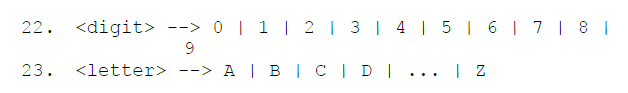 22. <digit> --> 0 | 1 | 2 | 3 | 4 | 5 | 6 | 7 | 8 |
9
23. <letter> --> A | B | C | D | ... | Z